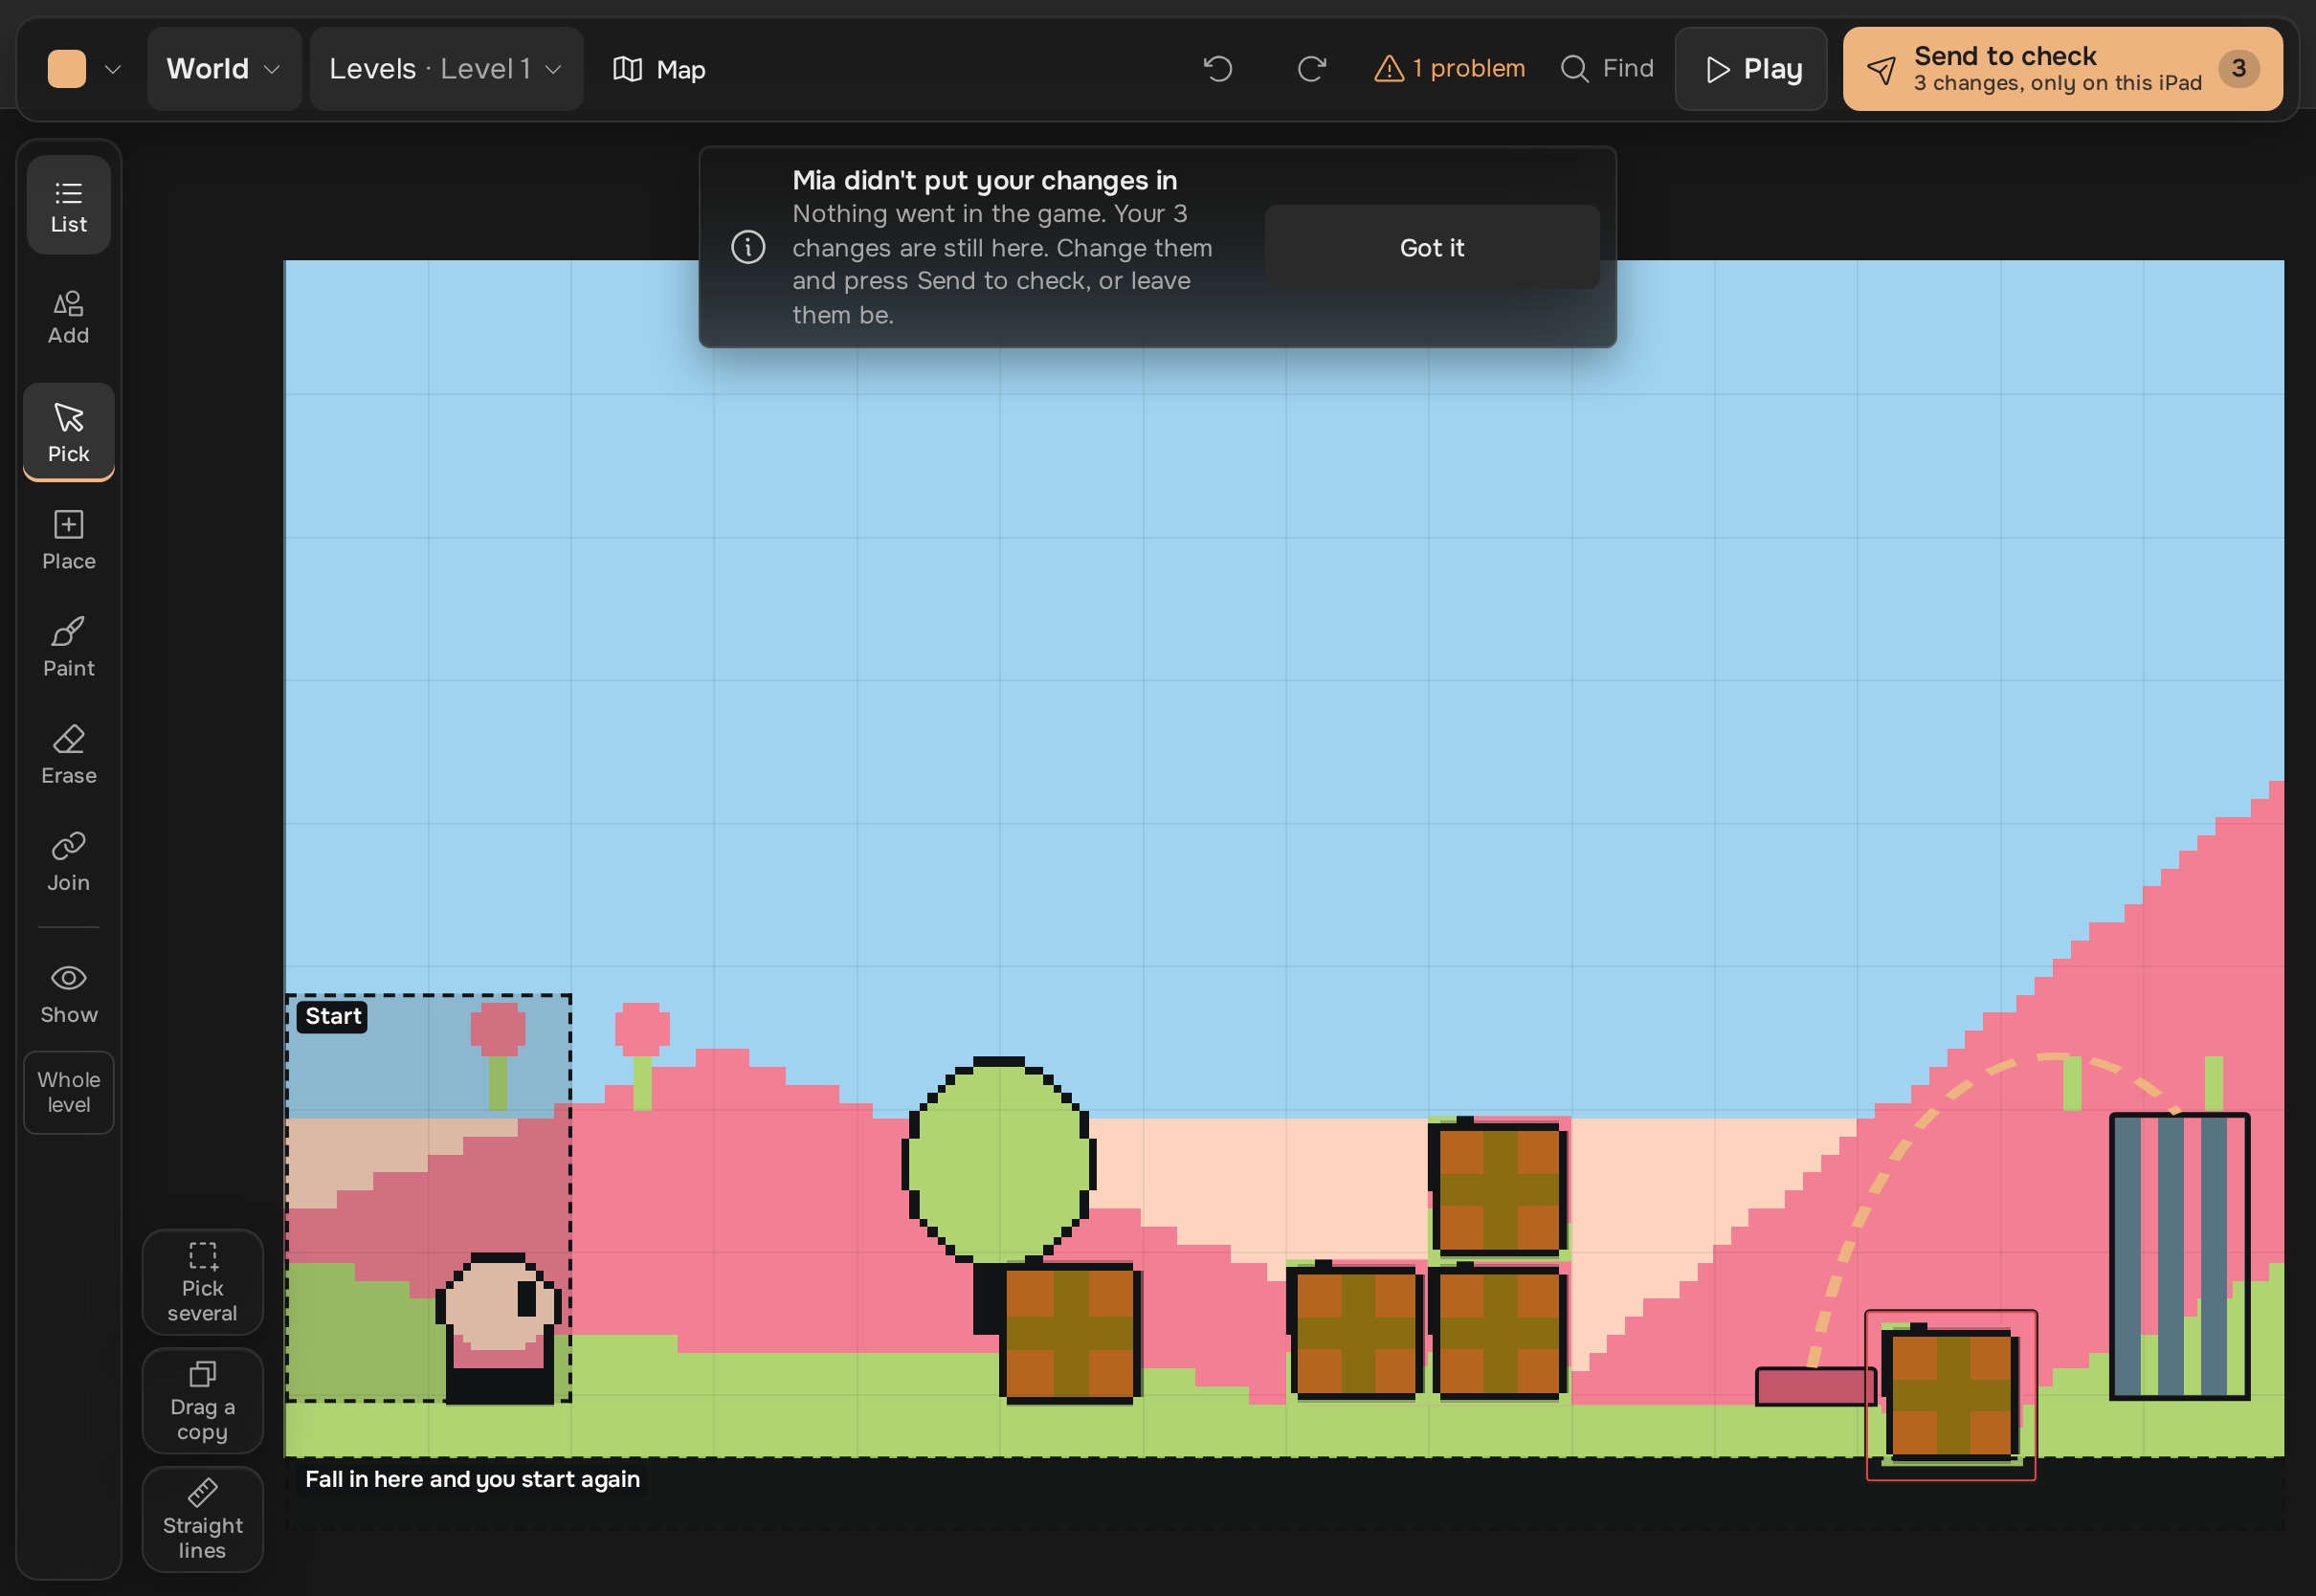 World
Levels · Level 1
Map
1 problem
Find
Play
Send to check
3 changes, only on this iPad
3
List
Add
Pick
Place
Paint
Erase
Join
Show
Whole
level
Mia didn't put your changes in
Nothing went in the game. Your 3
changes are still here. Change them
and press Send to check, or leave
them be.
Got it
Start
Pick
several
Drag a
copy
Straight
lines
Fall in here and you start again